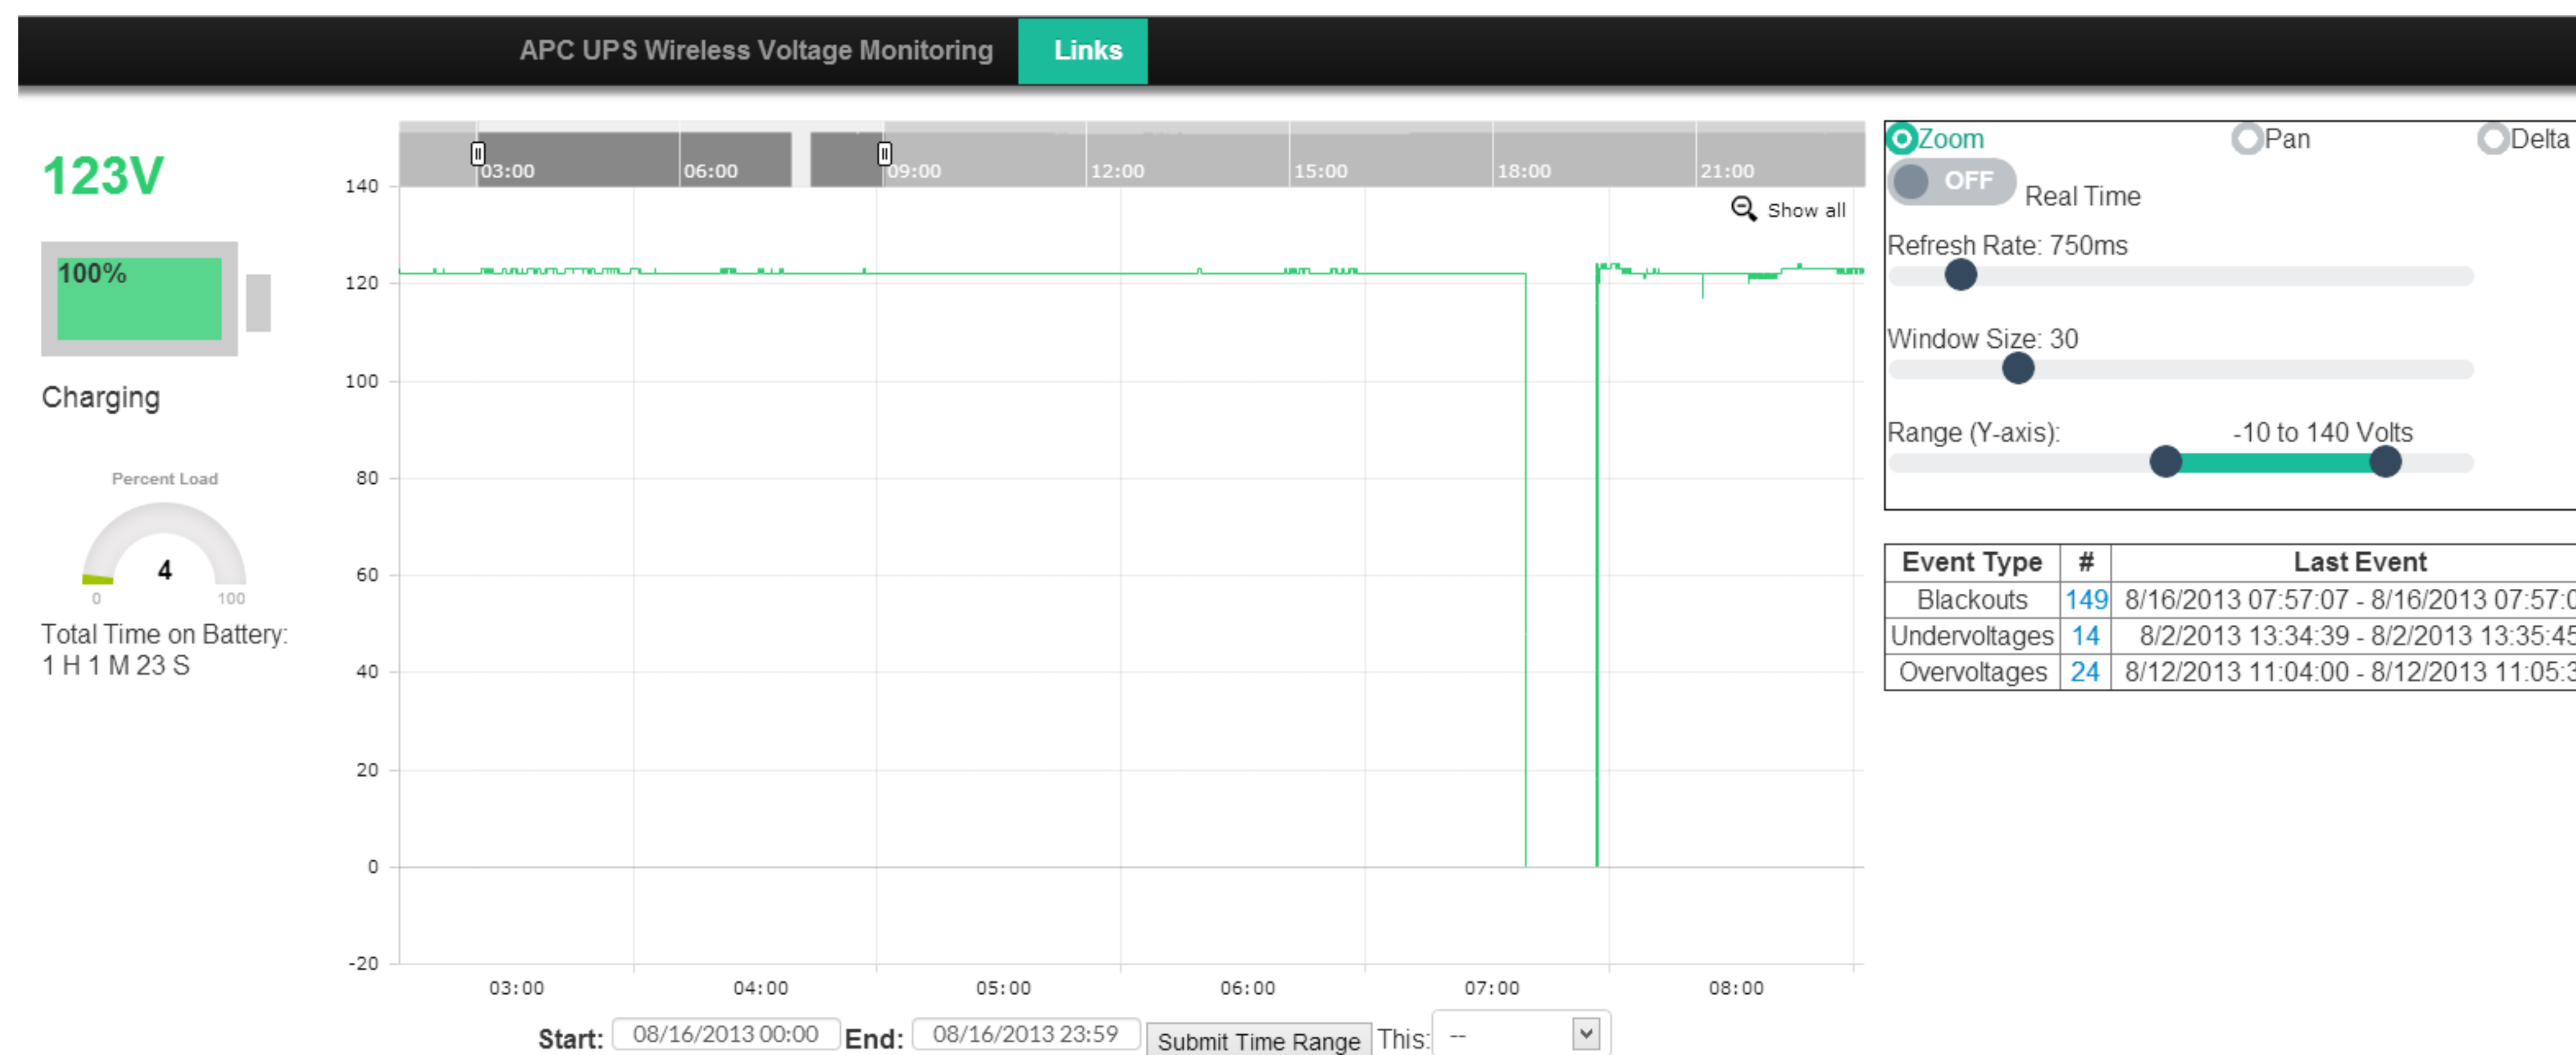 APC UPS Wireless Voltage Monitoring Links
123V
100%
Charging
Percent Load
4
0 100
Total Time on Battery:
1 H 1 M 23 S
03:00 06:00 09:00 12:00 15:00 18:00 21:00
Show all
140
120
100
80
60
40
20
0
-20
03:00 04:00 05:00 06:00 07:00 08:00
Start: 08/16/2013 00:00 End: 08/16/2013 23:59 Submit Time Range This: --
Zoom Pan Delta
OFF Real Time
Refresh Rate: 750ms
Window Size: 30
Range (Y-axis): -10 to 140 Volts
Event Type # Last Event
Blackouts 149 8/16/2013 07:57:07 - 8/16/2013 07:57:0
Undervoltages 14 8/2/2013 13:34:39 - 8/2/2013 13:35:45
Overvoltages 24 8/12/2013 11:04:00 - 8/12/2013 11:05:3